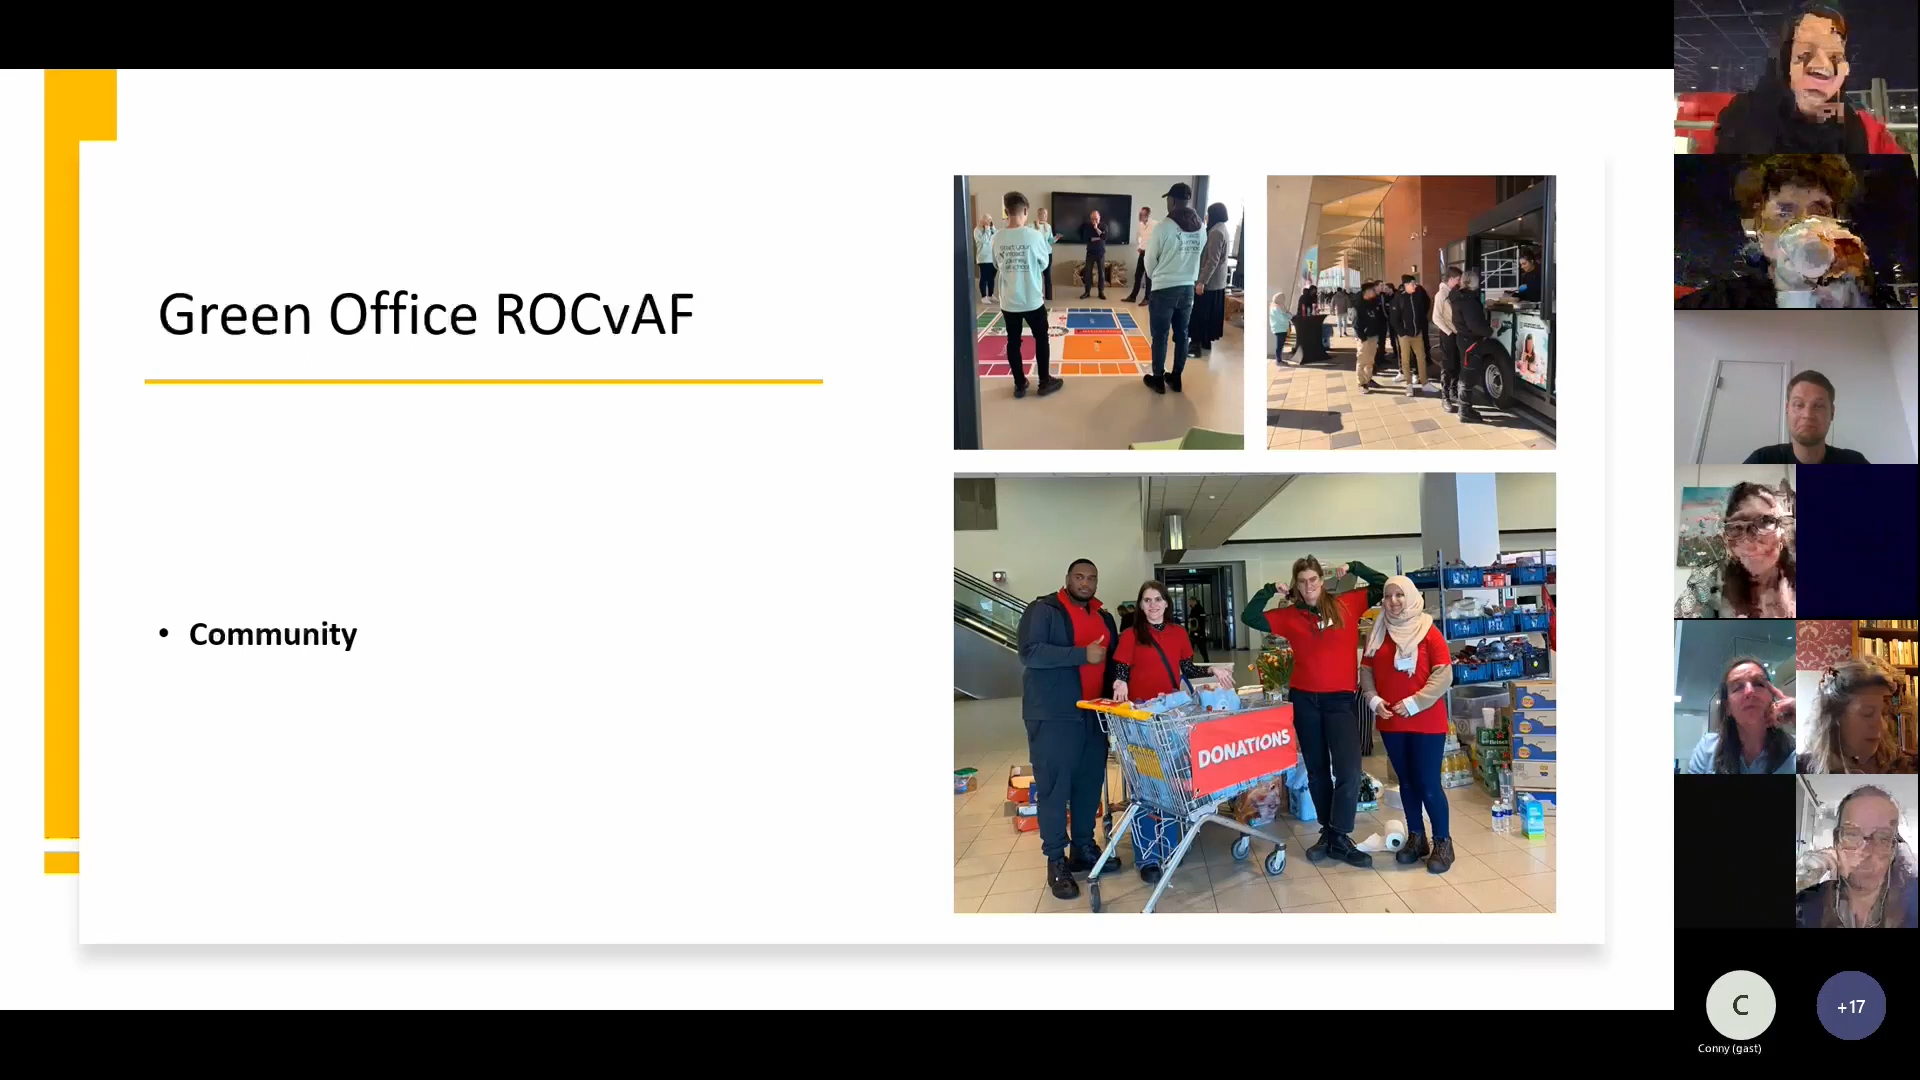 Green Office ROCvAF
• Community
DONATIONS
C
+17
Conny (gast)